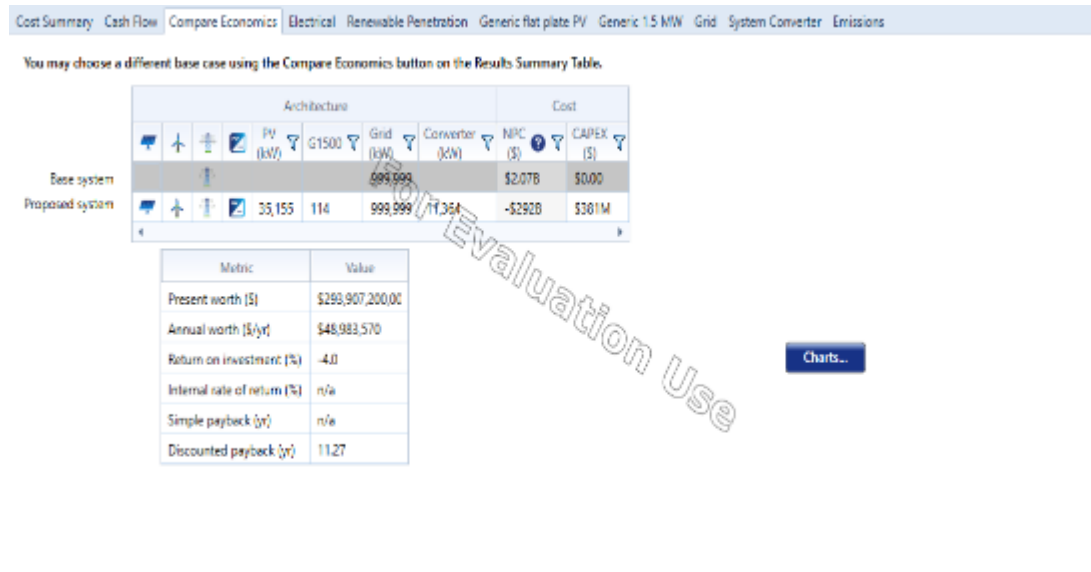 Cost Summary Cash Flow Compare Economics Electrical Renewable Penetration Generic flat plate PV Generic 1.5 MW Grid System Converter Emissions
You may choose a different base case using the Compare Economics button on the Results Summary Table.
Architecture Cost
PV (kW) G1500 Grid (kW) Converter (kW) NPC ($) CAPEX ($)
Base system 999,999 $2.07B $0.00
Proposed system 35,155 114 999,999 11,364 -$292B $381M
Metric Value
Present worth ($) $293,907,200,00
Annual worth ($/yr) $48,983,570
Return on investment (%) -4.0
Internal rate of return (%) n/a
Simple payback (yr) n/a
Discounted payback (yr) 11.27
Charts...
For Evaluation Use